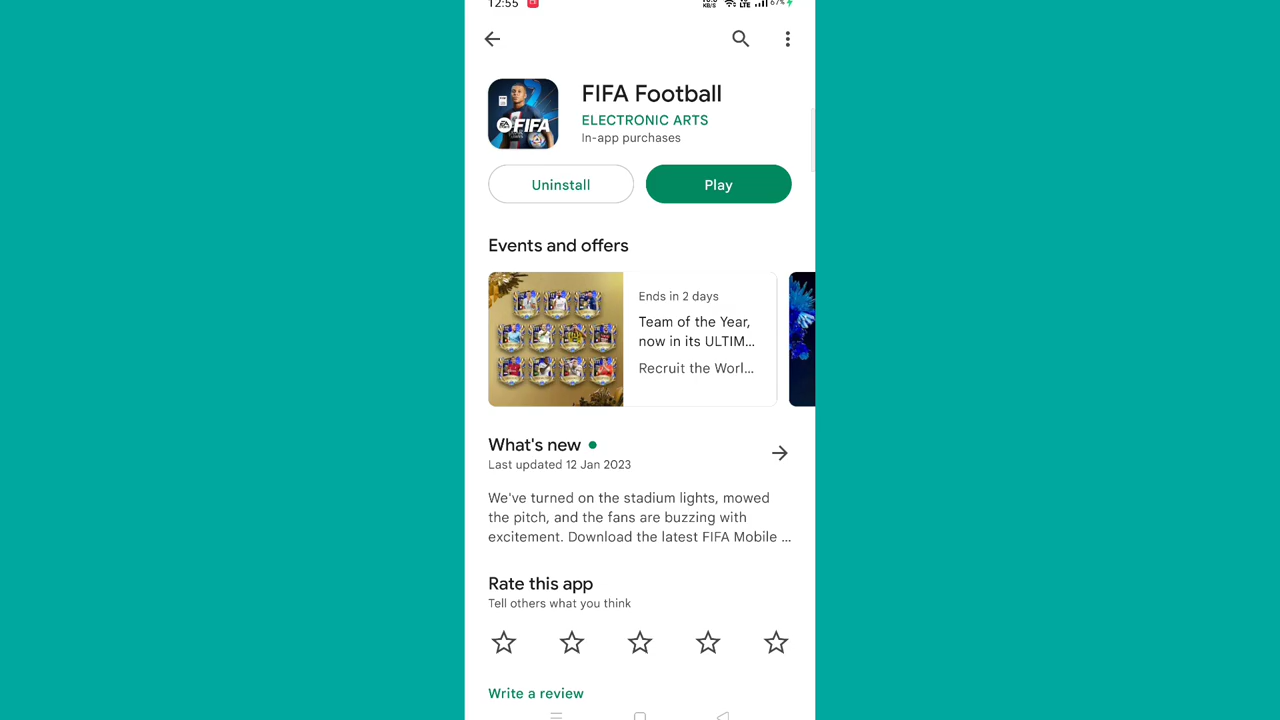 12:55
67%
FIFA Football
ELECTRONIC ARTS
In-app purchases
FIFA
Uninstall
Play
Events and offers
Ends in 2 days
Team of the Year,
now in its ULTIM...
Recruit the Worl...
What's new
Last updated 12 Jan 2023
We've turned on the stadium lights, mowed
the pitch, and the fans are buzzing with
excitement. Download the latest FIFA Mobile ...
Rate this app
Tell others what you think
Write a review